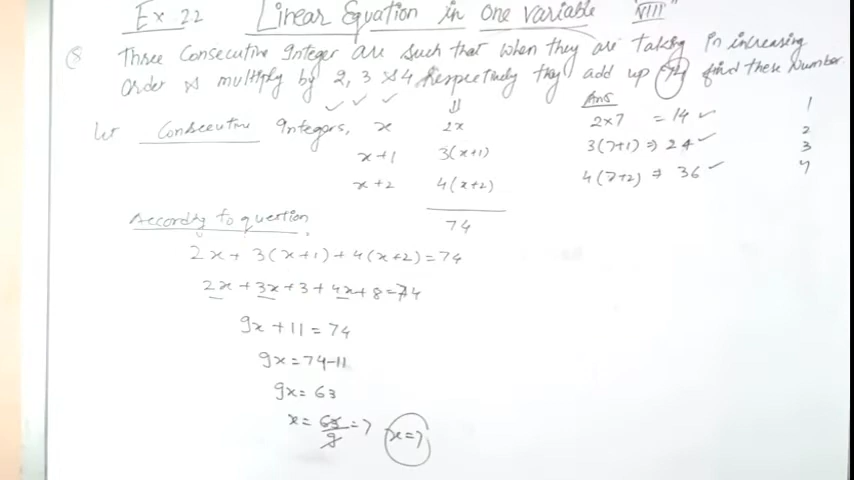 Ex 22 Linear Equation in one variable "VIII"
Three Consecutive Integer are such that when they are taking in increasing
Order & multiply by 2, 3 & 4 Respectively they add up 74 find these Number.
Let Consecutive Integers, x 2x
x+1 3(x+1)
x+2 4(x+2)
74
Ans
2×7 = 14 ✓
3(7+1) ⇒ 24 ✓
4(7+2) ⇒ 36 ✓
1
2
3
4
According to question
2x + 3(x+1) + 4(x+2) = 74
2x + 3x + 3 + 4x + 8 = 74
9x + 11 = 74
9x = 74-11
9x = 63
x = 63/9 = 7 x=7